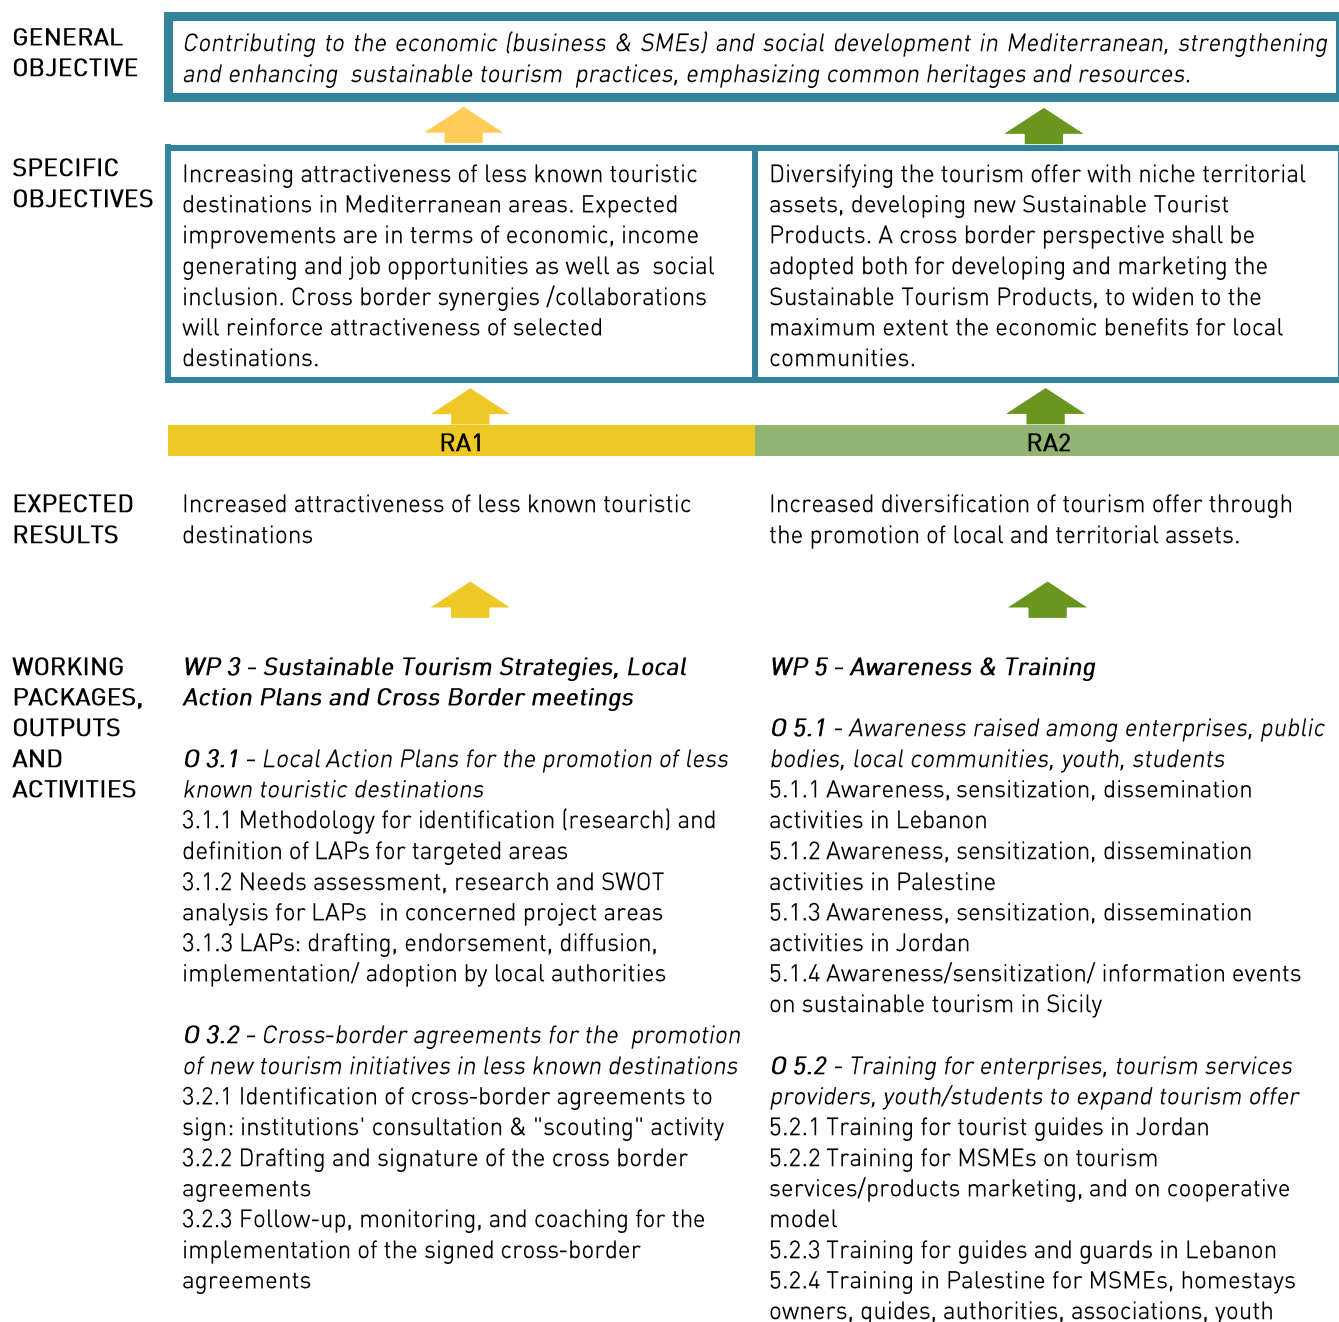 GENERAL
OBJECTIVE
Contributing to the economic (business & SMEs) and social development in Mediterranean, strengthening
and enhancing sustainable tourism practices, emphasizing common heritages and resources.
SPECIFIC
OBJECTIVES
Increasing attractiveness of less known touristic
destinations in Mediterranean areas. Expected
improvements are in terms of economic, income
generating and job opportunities as well as social
inclusion. Cross border synergies /collaborations
will reinforce attractiveness of selected
destinations.
Diversifying the tourism offer with niche territorial
assets, developing new Sustainable Tourist
Products. A cross border perspective shall be
adopted both for developing and marketing the
Sustainable Tourism Products, to widen to the
maximum extent the economic benefits for local
communities.
RA1
RA2
EXPECTED
RESULTS
Increased attractiveness of less known touristic
destinations
Increased diversification of tourism offer through
the promotion of local and territorial assets.
WORKING
PACKAGES,
OUTPUTS
AND
ACTIVITIES
WP 3 - Sustainable Tourism Strategies, Local
Action Plans and Cross Border meetings
O 3.1 - Local Action Plans for the promotion of less
known touristic destinations
3.1.1 Methodology for identification (research) and
definition of LAPs for targeted areas
3.1.2 Needs assessment, research and SWOT
analysis for LAPs in concerned project areas
3.1.3 LAPs: drafting, endorsement, diffusion,
implementation/ adoption by local authorities
O 3.2 - Cross-border agreements for the promotion
of new tourism initiatives in less known destinations
3.2.1 Identification of cross-border agreements to
sign: institutions' consultation & "scouting" activity
3.2.2 Drafting and signature of the cross border
agreements
3.2.3 Follow-up, monitoring, and coaching for the
implementation of the signed cross-border
agreements
WP 5 - Awareness & Training
O 5.1 - Awareness raised among enterprises, public
bodies, local communities, youth, students
5.1.1 Awareness, sensitization, dissemination
activities in Lebanon
5.1.2 Awareness, sensitization, dissemination
activities in Palestine
5.1.3 Awareness, sensitization, dissemination
activities in Jordan
5.1.4 Awareness/sensitization/ information events
on sustainable tourism in Sicily
O 5.2 - Training for enterprises, tourism services
providers, youth/students to expand tourism offer
5.2.1 Training for tourist guides in Jordan
5.2.2 Training for MSMEs on tourism
services/products marketing, and on cooperative
model
5.2.3 Training for guides and guards in Lebanon
5.2.4 Training in Palestine for MSMEs, homestays
owners, guides, authorities, associations, youth